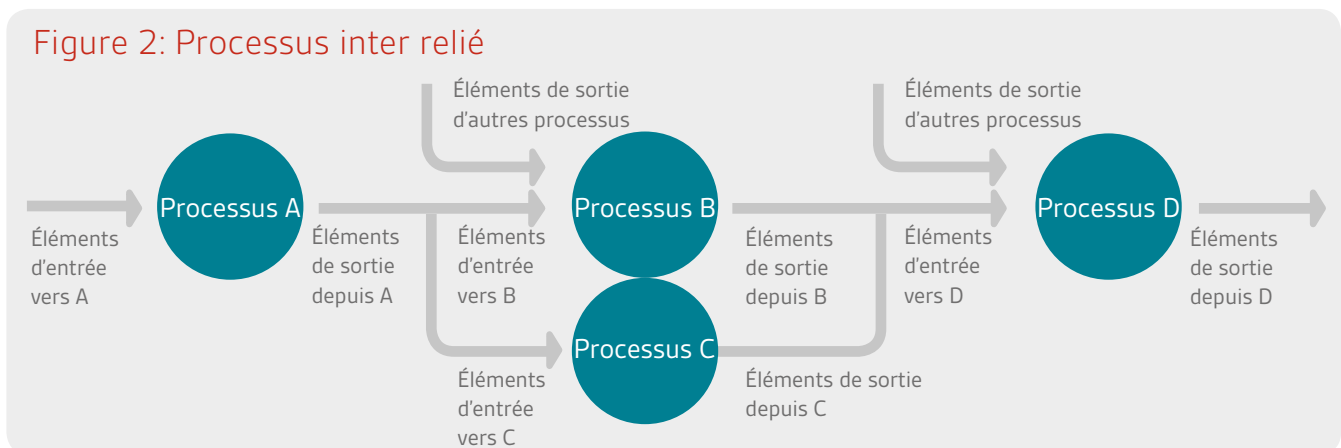 Figure 2: Processus inter relié
Éléments de sortie
d'autres processus
Éléments de sortie
d'autres processus
Processus A
Processus B
Processus D
Éléments
d'entrée
vers A
Éléments
de sortie
depuis A
Éléments
d'entrée
vers B
Éléments
de sortie
depuis B
Éléments
d'entrée
vers D
Éléments
de sortie
depuis D
Processus C
Éléments
d'entrée
vers C
Éléments de sortie
depuis C